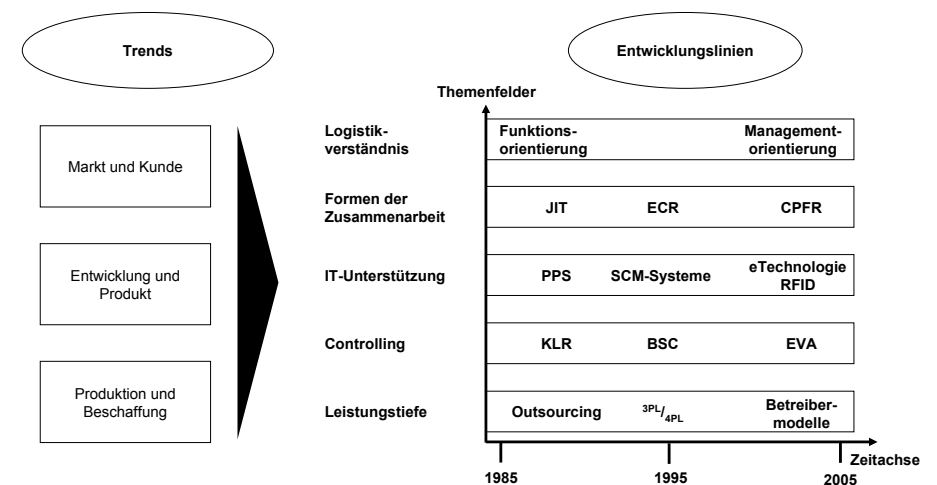 Trends
Entwicklungslinien
Markt und Kunde
Entwicklung und
Produkt
Produktion und
Beschaffung
Themenfelder
Logistik-
verständnis
Funktions-
orientierung
Management-
orientierung
Formen der
Zusammenarbeit
JIT
ECR
CPFR
IT-Unterstützung
PPS
SCM-Systeme
eTechnologie
RFID
Controlling
KLR
BSC
EVA
Leistungstiefe
Outsourcing
3PL/4PL
Betreiber-
modelle
Zeitachse
1985
1995
2005